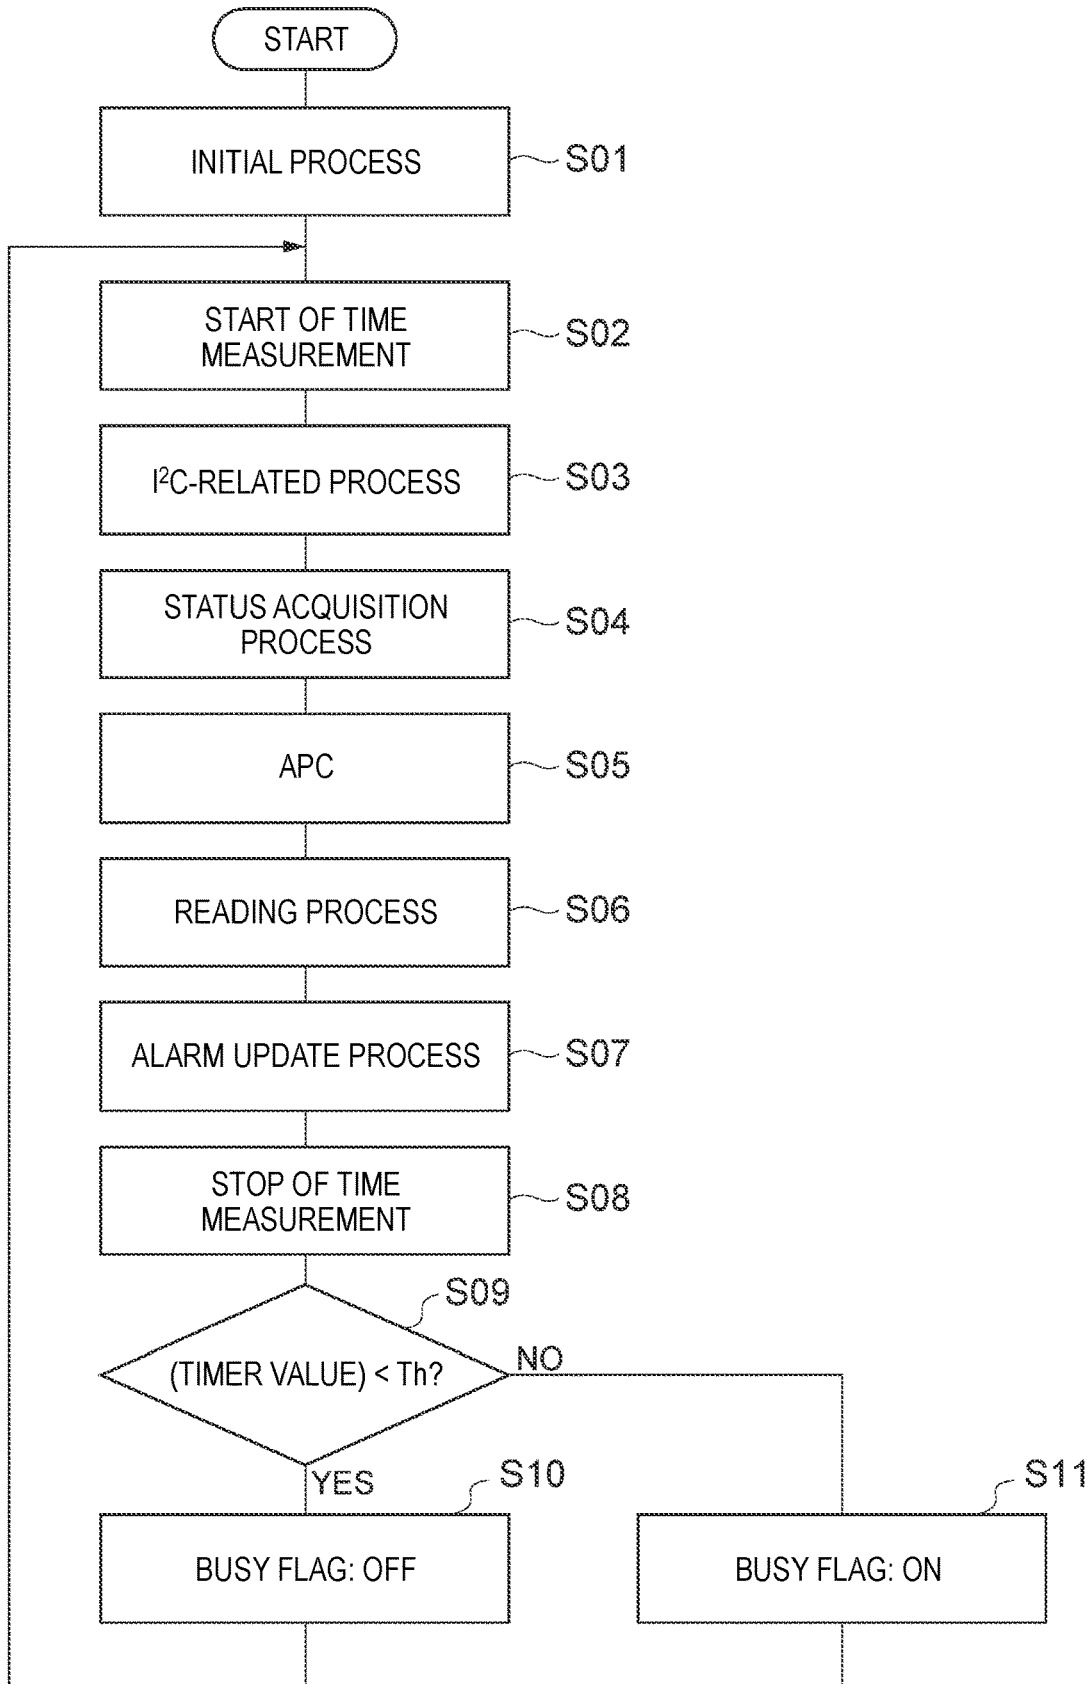 START
INITIAL PROCESS
S01
START OF TIME
MEASUREMENT
S02
I²C-RELATED PROCESS
S03
STATUS ACQUISITION
PROCESS
S04
APC
S05
READING PROCESS
S06
ALARM UPDATE PROCESS
S07
STOP OF TIME
MEASUREMENT
S08
S09
(TIMER VALUE) < Th?
NO
YES
S10
S11
BUSY FLAG: OFF
BUSY FLAG: ON